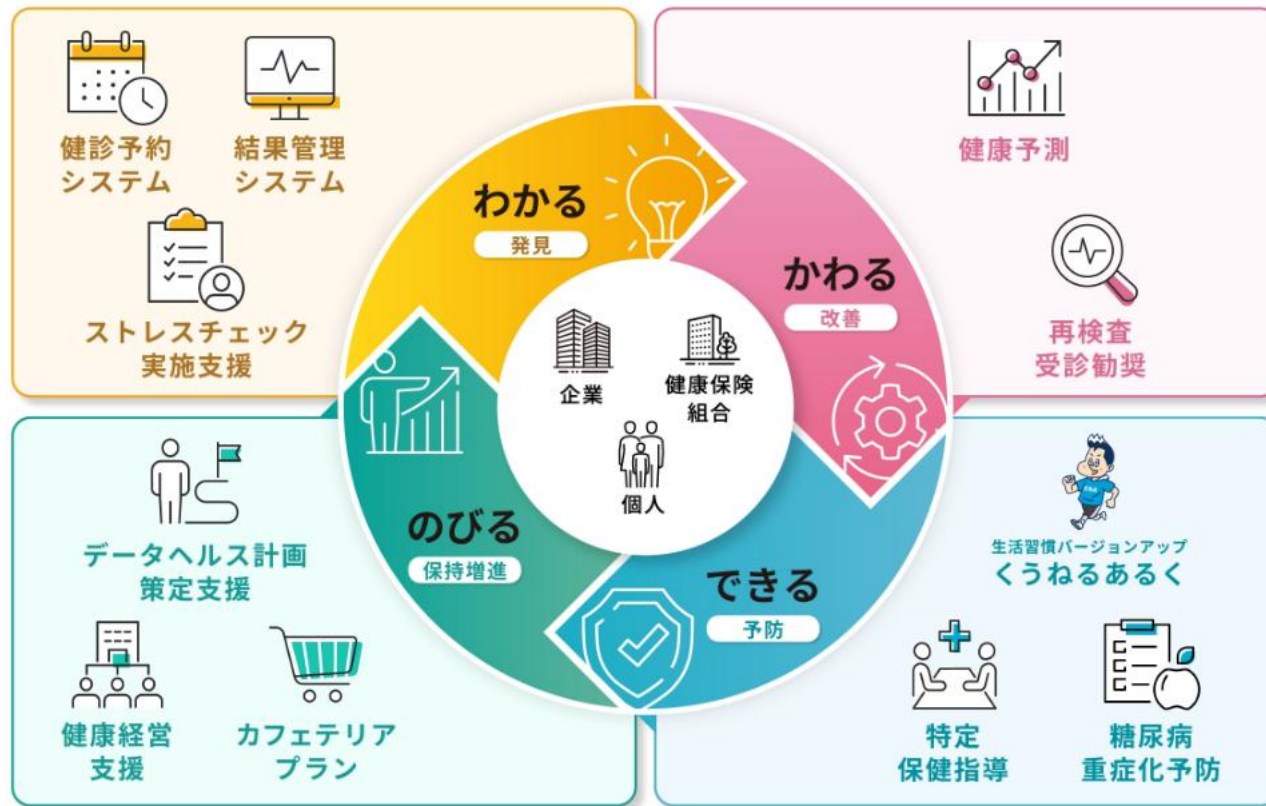 健診予約
システム
結果管理
システム
ストレスチェック
実施支援
わかる
発見
健康予測
再検査
受診勧奨
かわる
改善
企業
健康保険
組合
個人
データヘルス計画
策定支援
健康経営
支援
カフェテリア
プラン
のびる
保持増進
できる
予防
生活習慣バージョンアップ
くうねるあるく
特定
保健指導
糖尿病
重症化予防